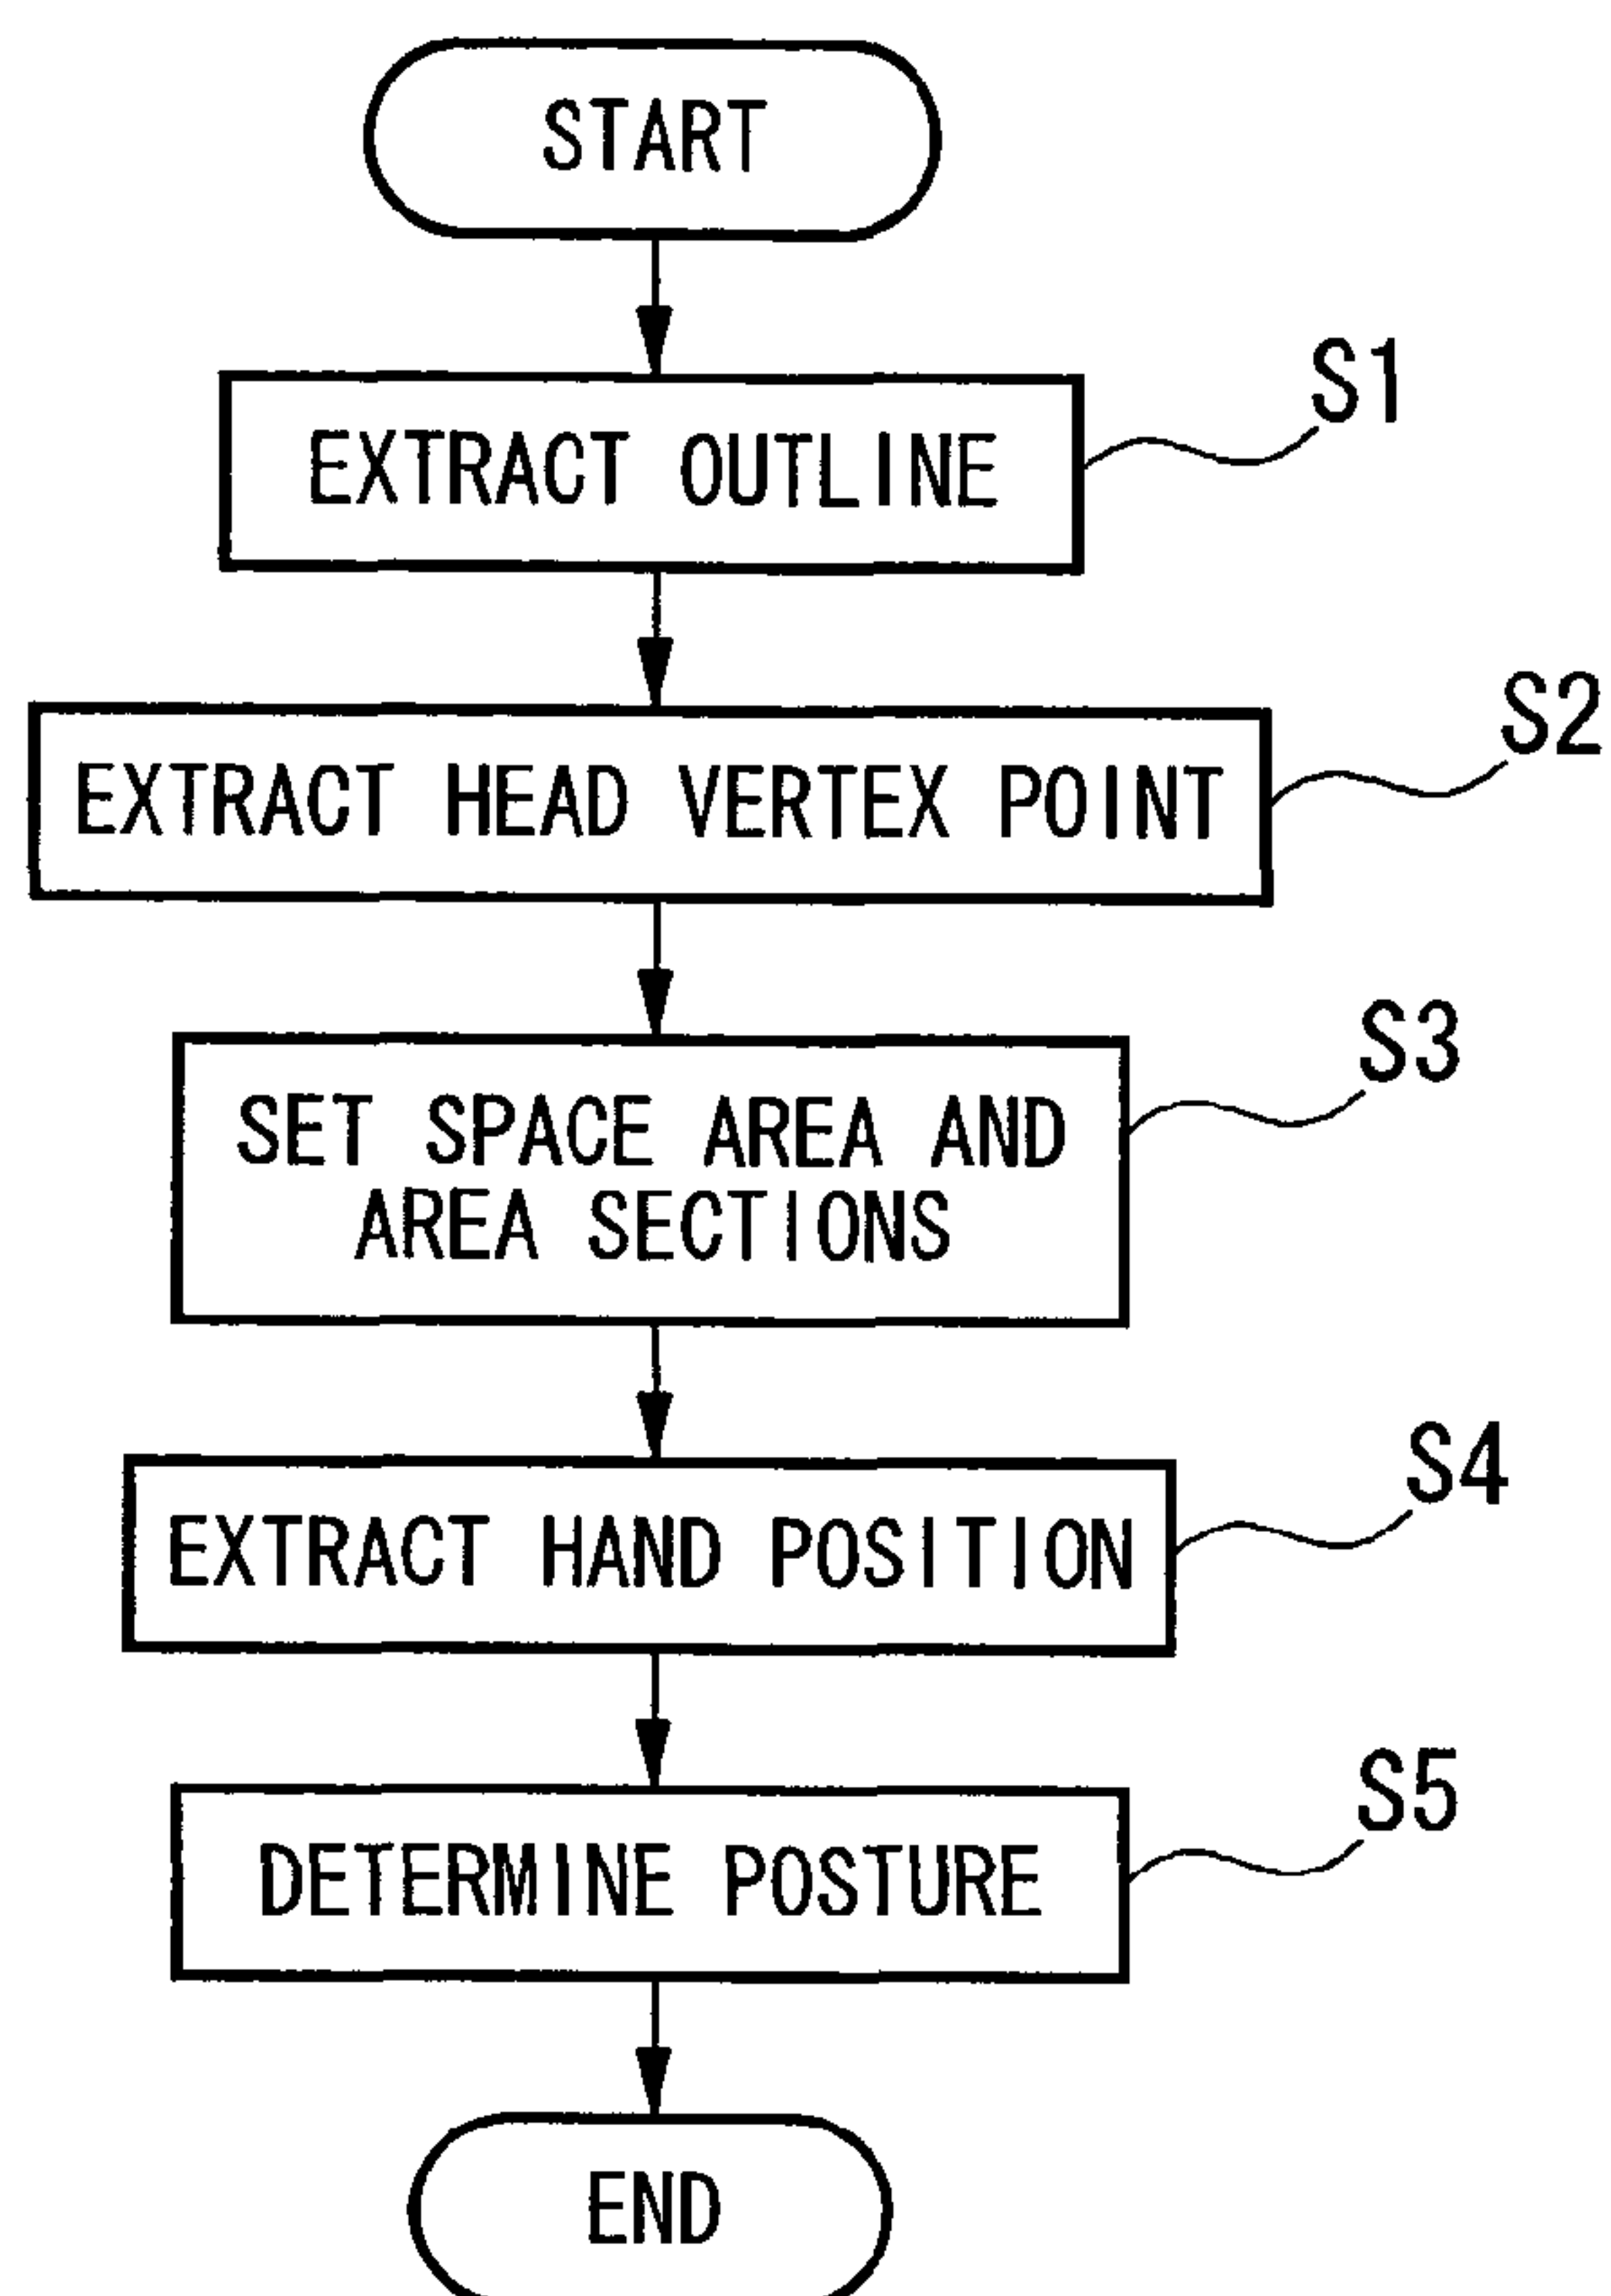 START
S1
EXTRACT OUTLINE
S2
EXTRACT HEAD VERTEX POINT
S3
SET SPACE AREA AND
AREA SECTIONS
S4
EXTRACT HAND POSITION
S5
DETERMINE POSTURE
END